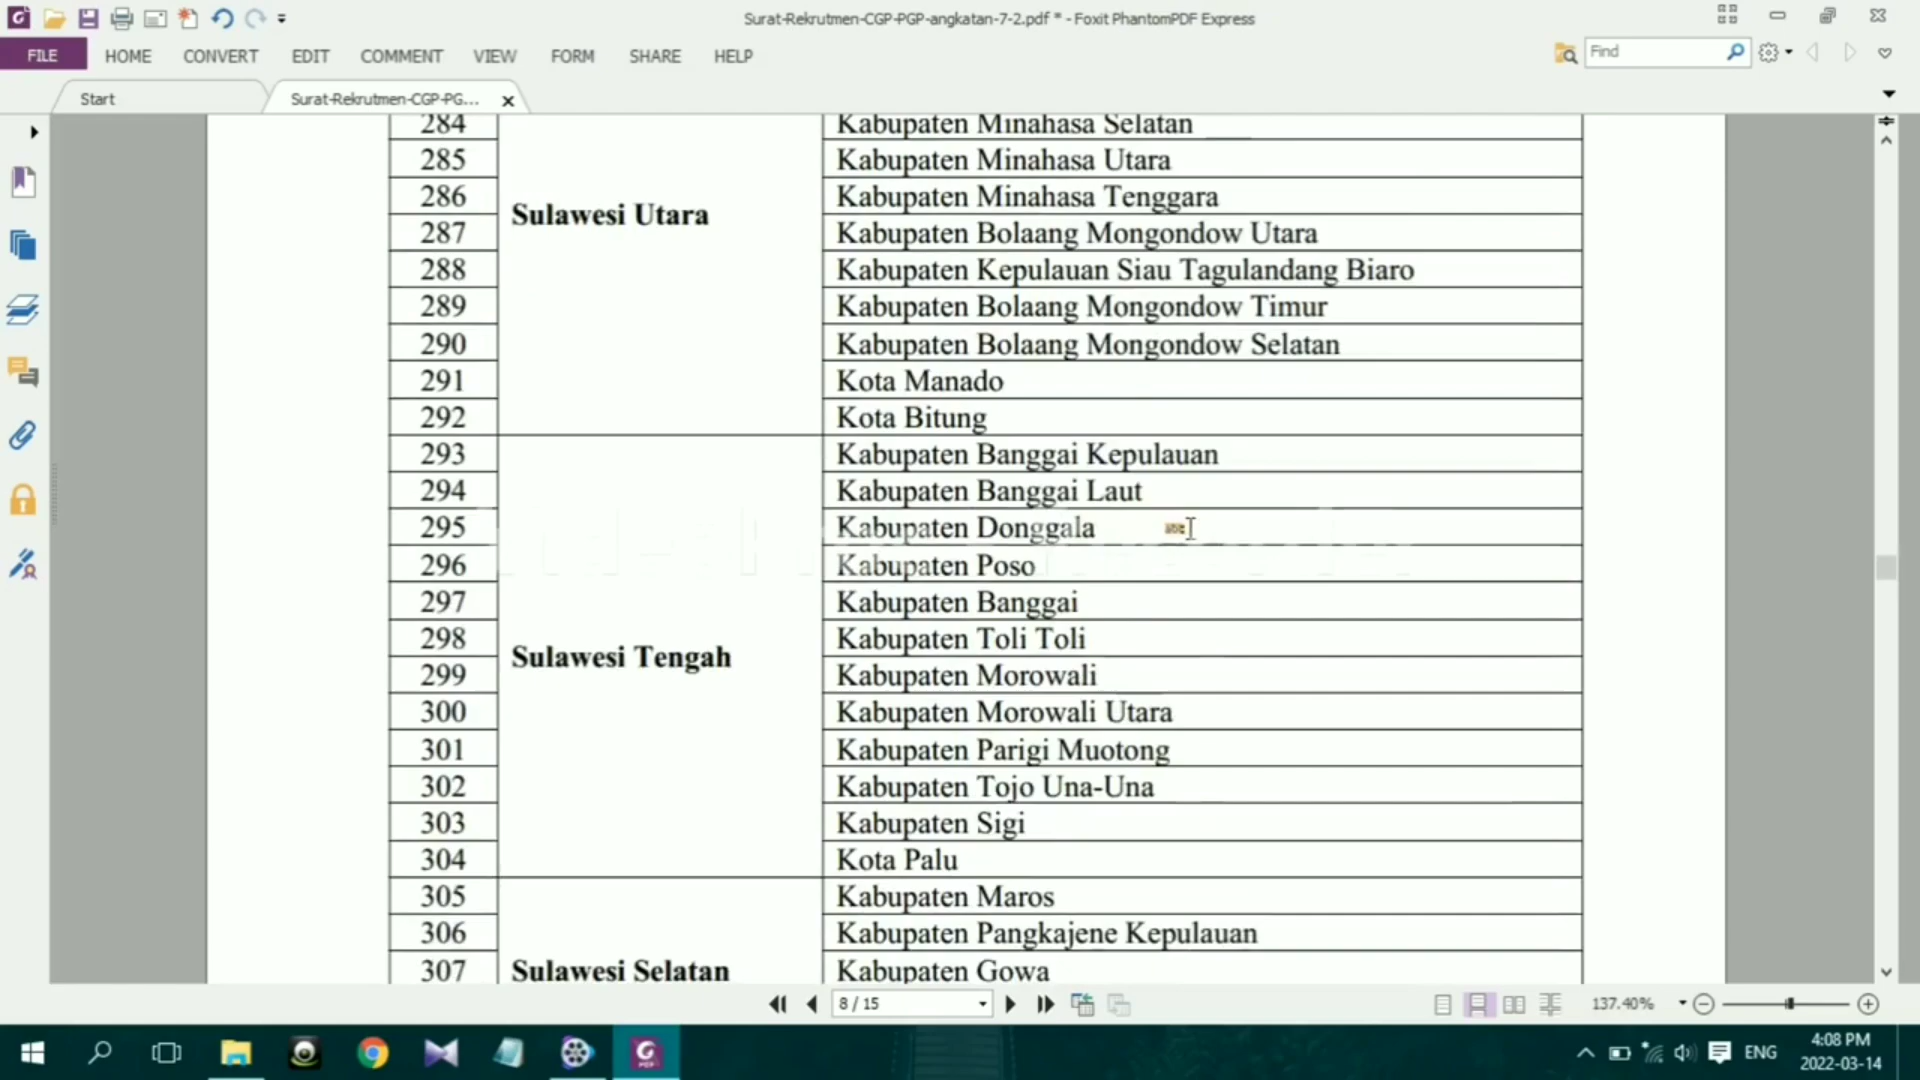 Surat-Rekrutmen-CGP-PGP-angkatan-7-2.pdf * - Foxit PhantomPDF Express
FILE HOME CONVERT EDIT COMMENT VIEW FORM SHARE HELP
Find
Start
Surat-Rekrutmen-CGP-PG...
284 Kabupaten Minahasa Selatan
285 Kabupaten Minahasa Utara
286 Kabupaten Minahasa Tenggara
Sulawesi Utara
287 Kabupaten Bolaang Mongondow Utara
288 Kabupaten Kepulauan Siau Tagulandang Biaro
289 Kabupaten Bolaang Mongondow Timur
290 Kabupaten Bolaang Mongondow Selatan
291 Kota Manado
292 Kota Bitung
293 Kabupaten Banggai Kepulauan
294 Kabupaten Banggai Laut
295 Kabupaten Donggala
296 Kabupaten Poso
297 Kabupaten Banggai
298 Kabupaten Toli Toli
Sulawesi Tengah
299 Kabupaten Morowali
300 Kabupaten Morowali Utara
301 Kabupaten Parigi Muotong
302 Kabupaten Tojo Una-Una
303 Kabupaten Sigi
304 Kota Palu
305 Kabupaten Maros
306 Kabupaten Pangkajene Kepulauan
307 Sulawesi Selatan Kabupaten Gowa
8 / 15
137.40%
ENG
4:08 PM
2022-03-14